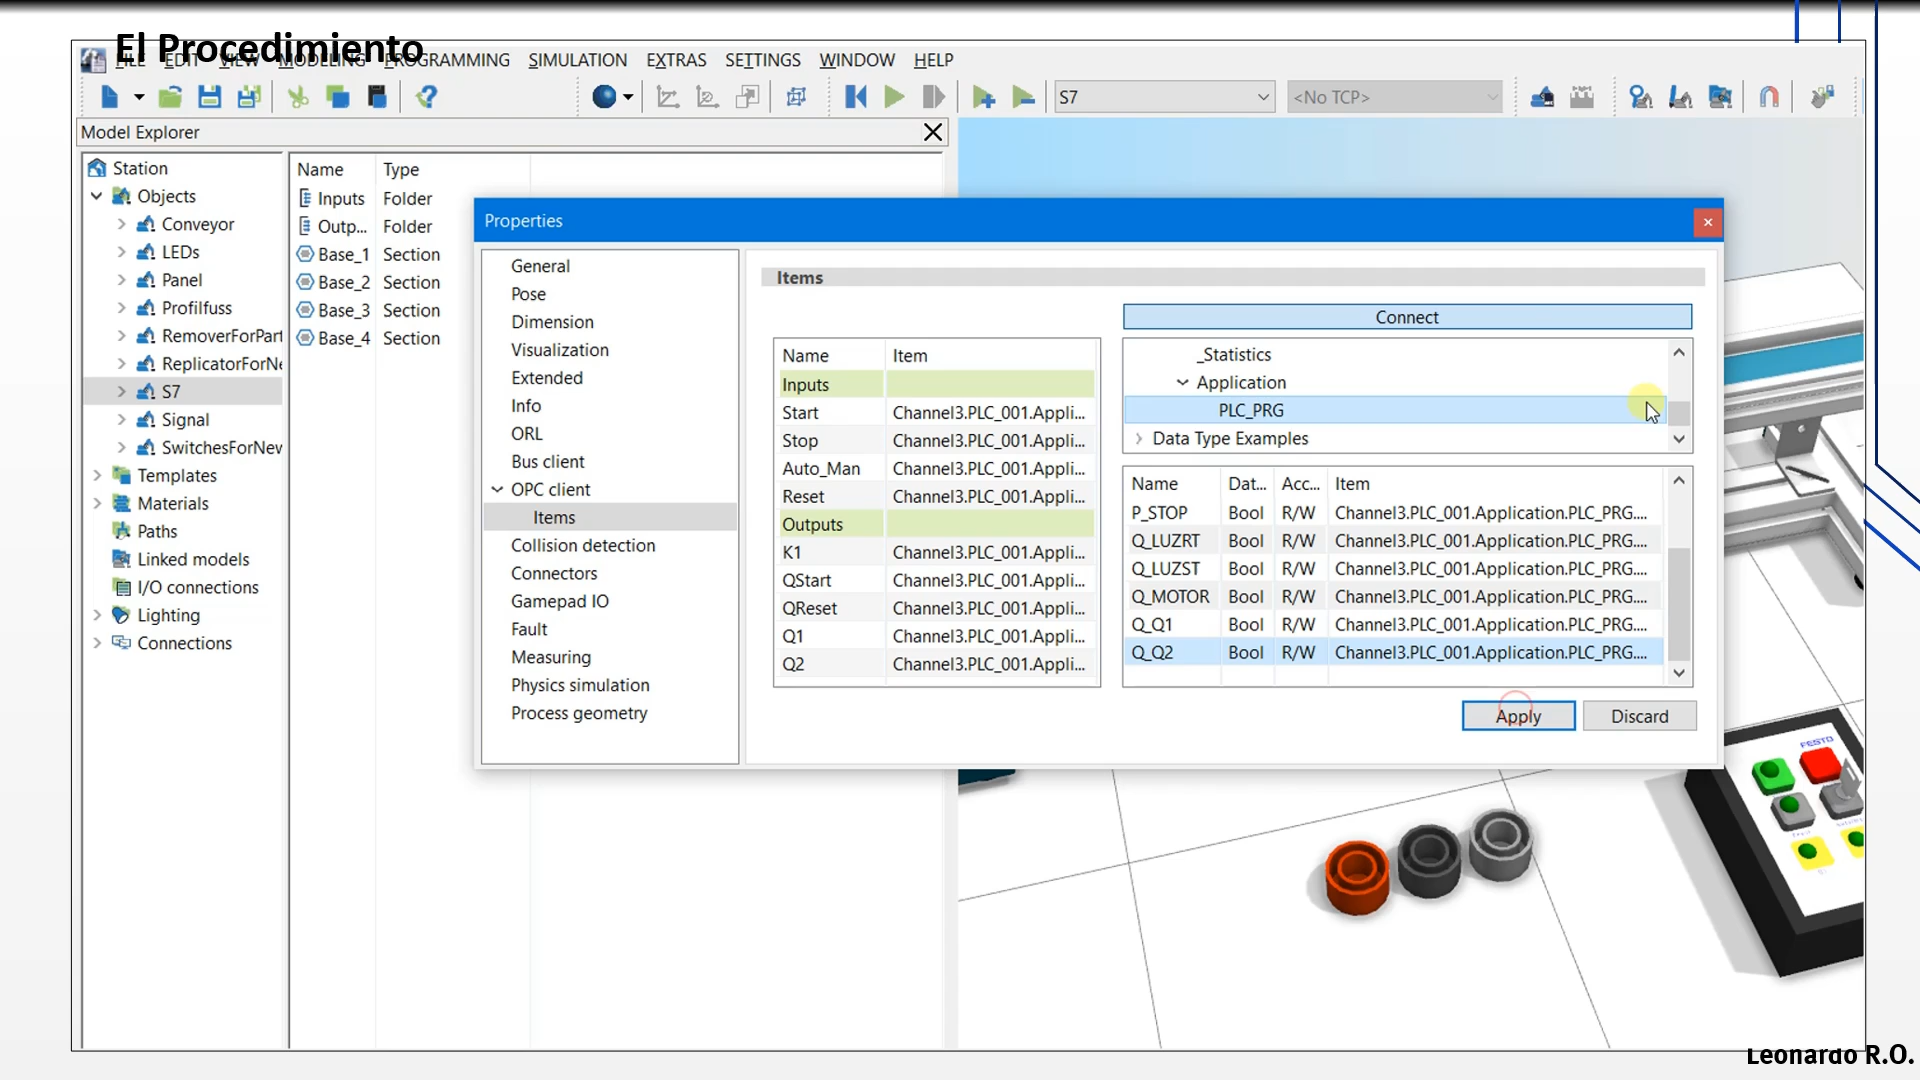 El Procedimiento
FILE EDIT VIEW MODELING PROGRAMMING SIMULATION EXTRAS SETTINGS WINDOW HELP
S7 <No TCP>
Model Explorer
Station
Objects
Conveyor
LEDs
Panel
Profilfuss
RemoverForPart
ReplicatorForNe
S7
Signal
SwitchesForNew
Templates
Materials
Paths
Linked models
I/O connections
Lighting
Connections
Name Type
Inputs Folder
Outp... Folder
Base_1 Section
Base_2 Section
Base_3 Section
Base_4 Section
Properties
General
Pose
Dimension
Visualization
Extended
Info
ORL
Bus client
OPC client
Items
Collision detection
Connectors
Gamepad IO
Fault
Measuring
Physics simulation
Process geometry
Items
Name Item
Inputs
Start Channel3.PLC_001.Appli...
Stop Channel3.PLC_001.Appli...
Auto_Man Channel3.PLC_001.Appli...
Reset Channel3.PLC_001.Appli...
Outputs
K1 Channel3.PLC_001.Appli...
QStart Channel3.PLC_001.Appli...
QReset Channel3.PLC_001.Appli...
Q1 Channel3.PLC_001.Appli...
Q2 Channel3.PLC_001.Appli...
Connect
_Statistics
Application
PLC_PRG
Data Type Examples
Name Dat... Acc... Item
P_STOP Bool R/W Channel3.PLC_001.Application.PLC_PRG....
Q_LUZRT Bool R/W Channel3.PLC_001.Application.PLC_PRG....
Q_LUZST Bool R/W Channel3.PLC_001.Application.PLC_PRG....
Q_MOTOR Bool R/W Channel3.PLC_001.Application.PLC_PRG....
Q_Q1 Bool R/W Channel3.PLC_001.Application.PLC_PRG....
Q_Q2 Bool R/W Channel3.PLC_001.Application.PLC_PRG....
Apply Discard
FESTO
Leonardo R.O.